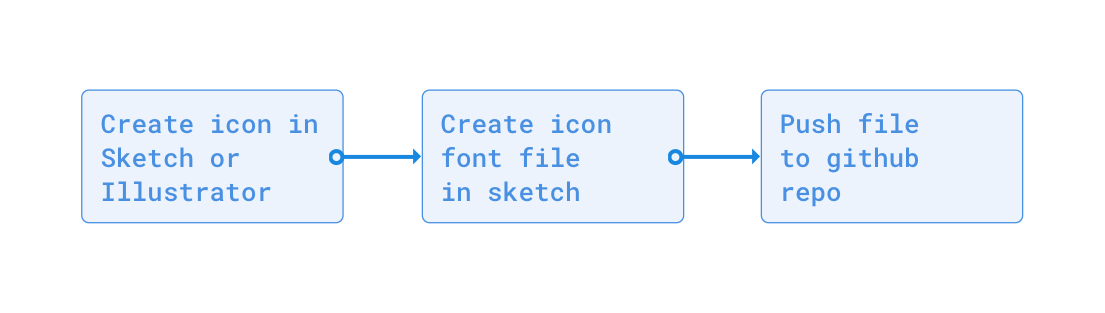 Create icon in
Sketch or
Illustrator
Create icon
font file
in sketch
Push file
to github
repo